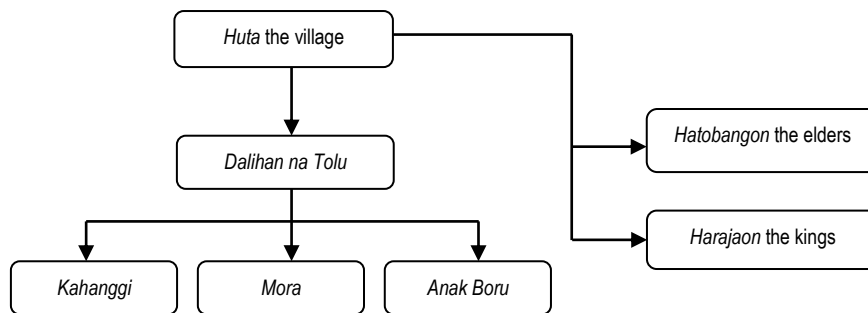 Huta the village
Hatobangon the elders
Dalihan na Tolu
Harajaon the kings
Kahanggi
Mora
Anak Boru